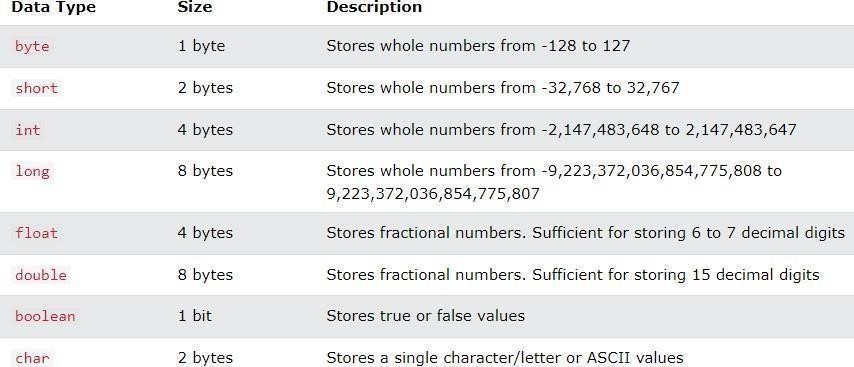 Data Type Size Description
byte 1 byte Stores whole numbers from -128 to 127
short 2 bytes Stores whole numbers from -32,768 to 32,767
int 4 bytes Stores whole numbers from -2,147,483,648 to 2,147,483,647
long 8 bytes Stores whole numbers from -9,223,372,036,854,775,808 to
9,223,372,036,854,775,807
float 4 bytes Stores fractional numbers. Sufficient for storing 6 to 7 decimal digits
double 8 bytes Stores fractional numbers. Sufficient for storing 15 decimal digits
boolean 1 bit Stores true or false values
char 2 bytes Stores a single character/letter or ASCII values